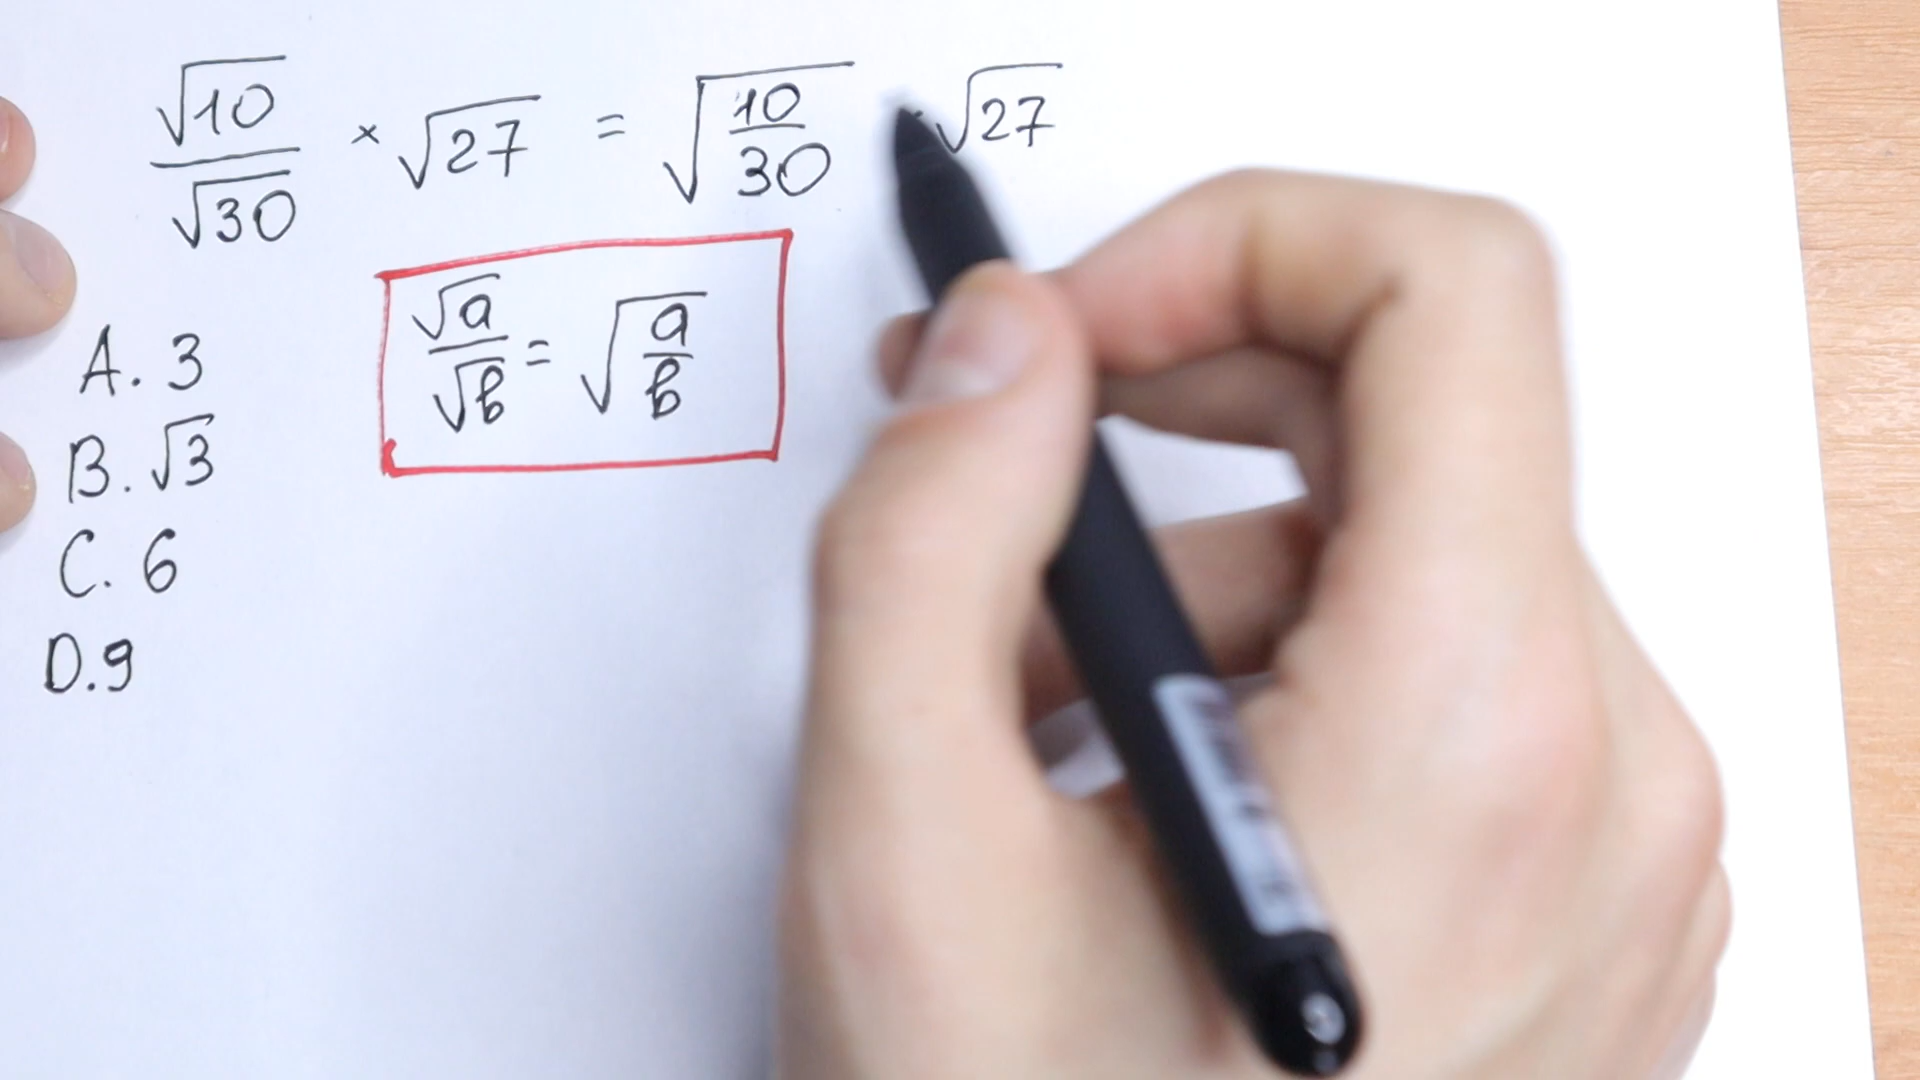 √10/√30 × √27 = √(10/30) · √27
√a/√b = √(a/b)
A. 3
B. √3
C. 6
D. 9